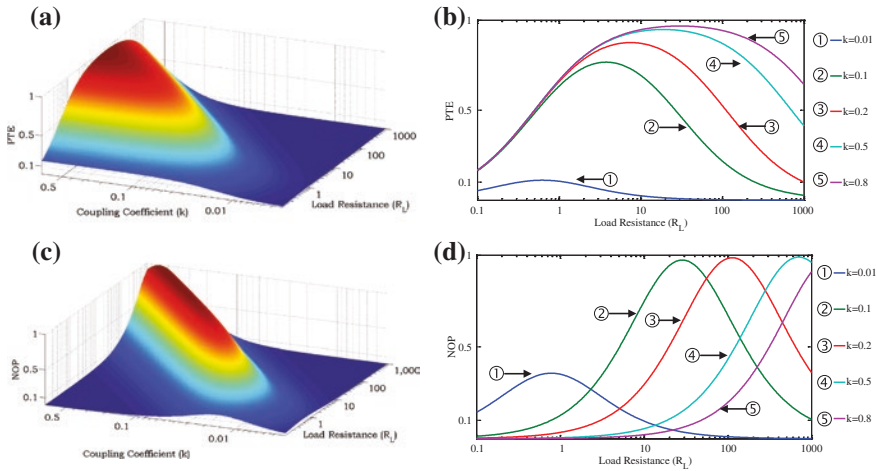 (a)
1
0.5
0.1
PTE
0.5
0.1
0.01
Coupling Coefficient (k)
1
10
100
1000
Load Resistance (R_L)
(b)
1
0.5
0.1
PTE
0.1
1
10
100
1000
Load Resistance (R_L)
①
②
③
④
⑤
① k=0.01
② k=0.1
③ k=0.2
④ k=0.5
⑤ k=0.8
(c)
1
0.5
0.1
NOP
0.5
0.1
0.01
Coupling Coefficient (k)
1
10
100
1,000
Load Resistance (R_L)
(d)
1
0.5
0.1
NOP
0.1
1
10
100
1000
Load Resistance (R_L)
①
②
③
④
⑤
① k=0.01
② k=0.1
③ k=0.2
④ k=0.5
⑤ k=0.8